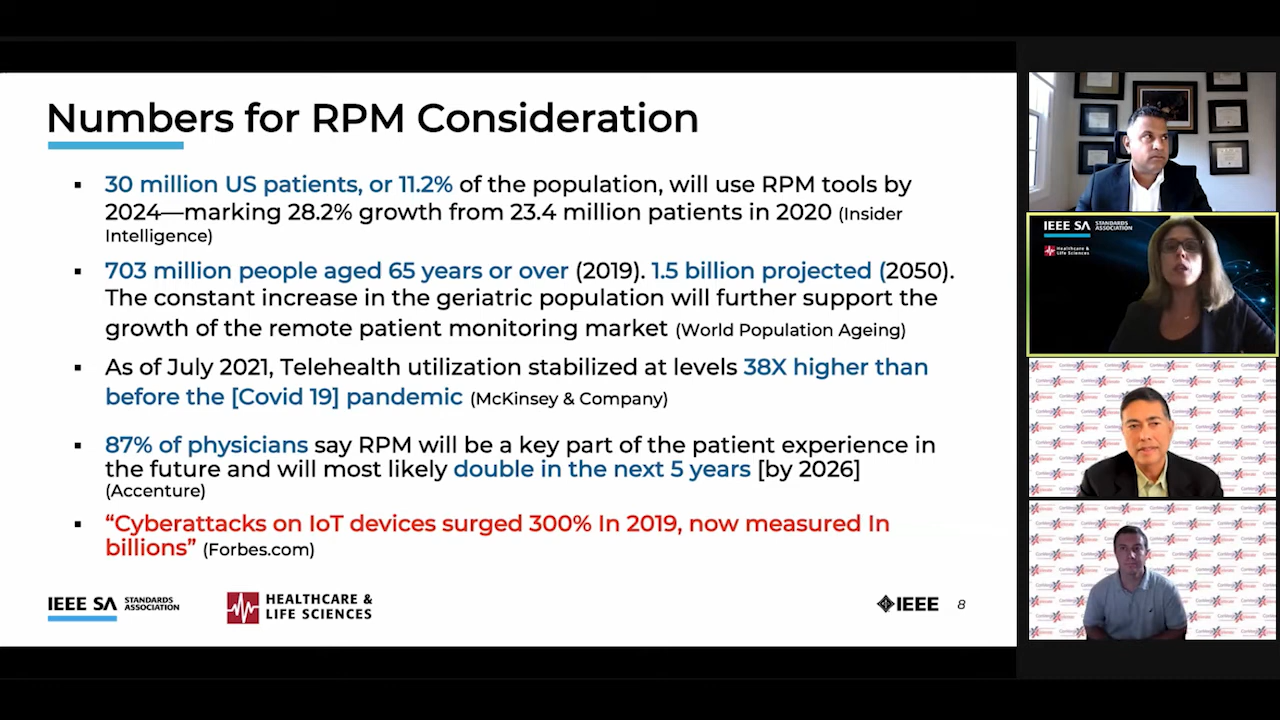 Numbers for RPM Consideration
▪ 30 million US patients, or 11.2% of the population, will use RPM tools by
2024—marking 28.2% growth from 23.4 million patients in 2020 (Insider
Intelligence)
▪ 703 million people aged 65 years or over (2019). 1.5 billion projected (2050).
The constant increase in the geriatric population will further support the
growth of the remote patient monitoring market (World Population Ageing)
▪ As of July 2021, Telehealth utilization stabilized at levels 38X higher than
before the [Covid 19] pandemic (McKinsey & Company)
▪ 87% of physicians say RPM will be a key part of the patient experience in
the future and will most likely double in the next 5 years [by 2026]
(Accenture)
▪ “Cyberattacks on IoT devices surged 300% In 2019, now measured In
billions” (Forbes.com)
IEEE SA STANDARDS
ASSOCIATION
HEALTHCARE &
LIFE SCIENCES
IEEE 8
IEEE SA STANDARDS
ASSOCIATION
Healthcare &
Life Sciences